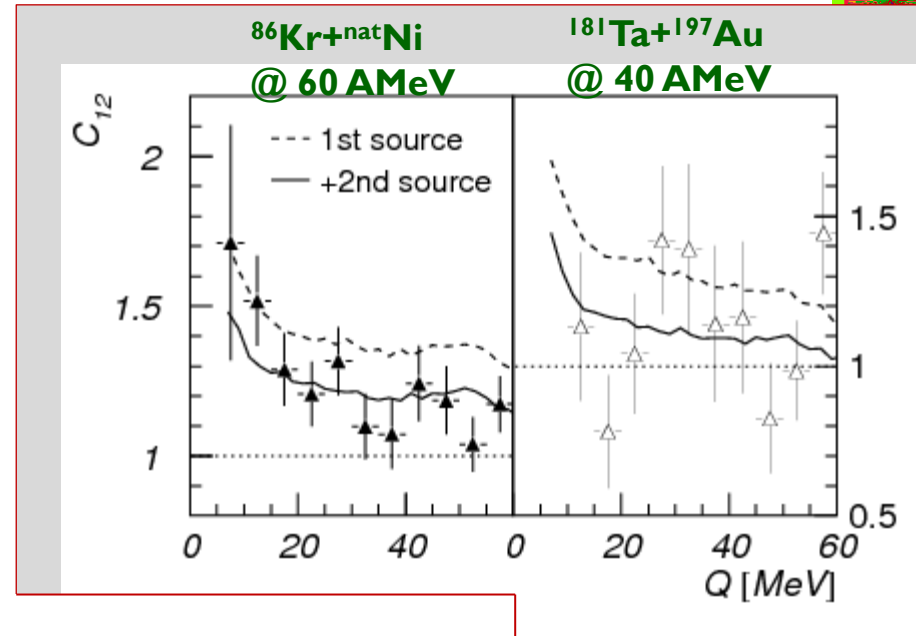 ⁸⁶Kr+ⁿᵃᵗNi
@ 60 AMeV
¹⁸¹Ta+¹⁹⁷Au
@ 40 AMeV
C₁₂
2
1.5
1
1st source
+2nd source
1.5
1
0.5
0 20 40 0 20 40 60
Q [MeV]